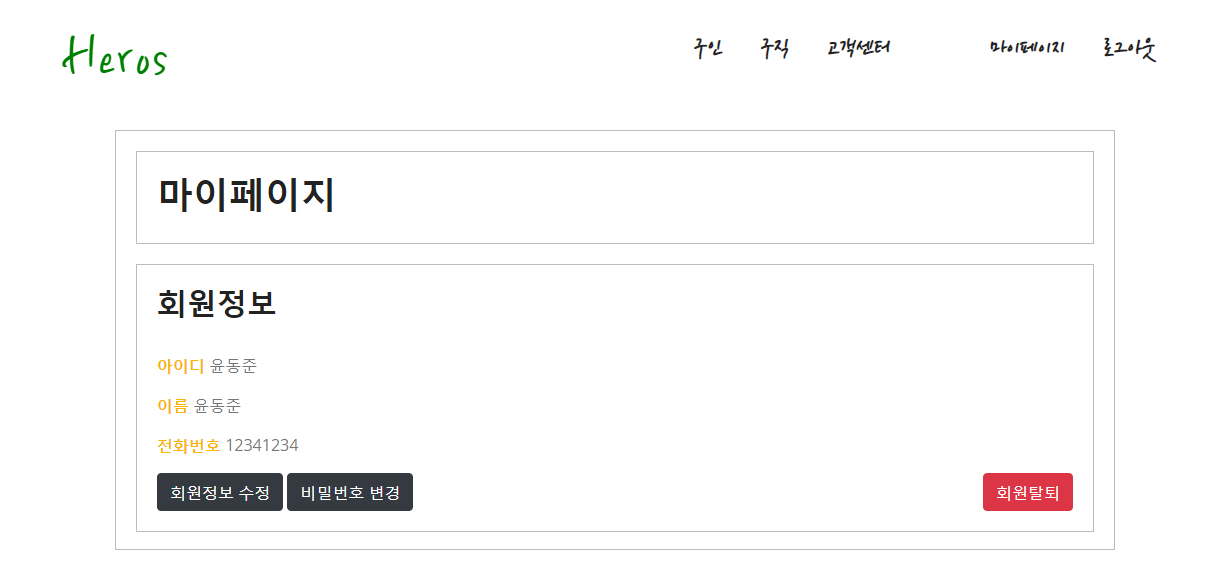 Heros 구인 구직 고객센터 마이페이지 로그아웃
마이페이지
회원정보
아이디 윤동준
이름 윤동준
전화번호 12341234
회원정보 수정 비밀번호 변경 회원탈퇴